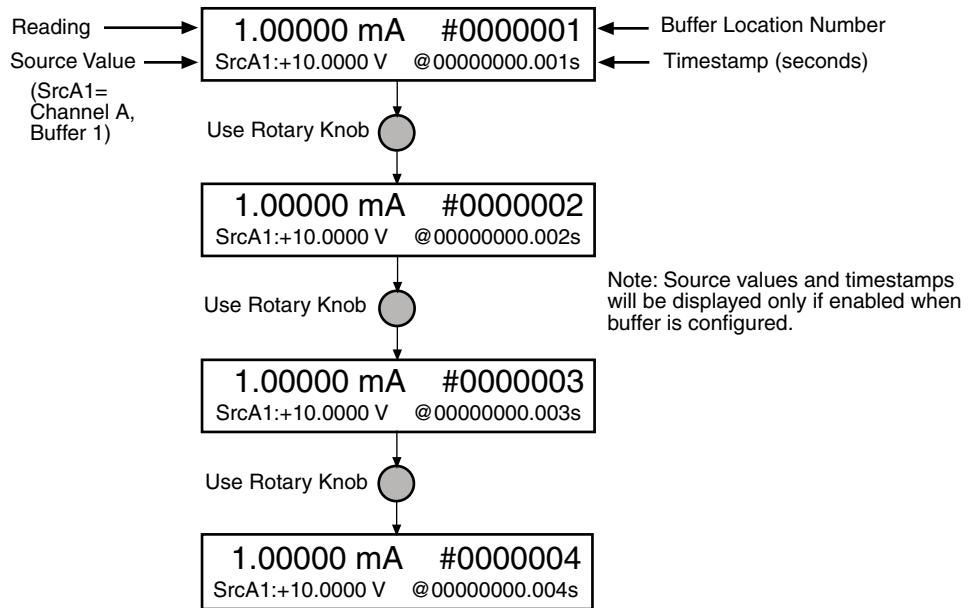 Reading
1.00000 mA #0000001
Buffer Location Number
Source Value
SrcA1:+10.0000 V @00000000.001s
Timestamp (seconds)
(SrcA1=
Channel A,
Buffer 1)
Use Rotary Knob
1.00000 mA #0000002
SrcA1:+10.0000 V @00000000.002s
Use Rotary Knob
Note: Source values and timestamps
will be displayed only if enabled when
buffer is configured.
1.00000 mA #0000003
SrcA1:+10.0000 V @00000000.003s
Use Rotary Knob
1.00000 mA #0000004
SrcA1:+10.0000 V @00000000.004s